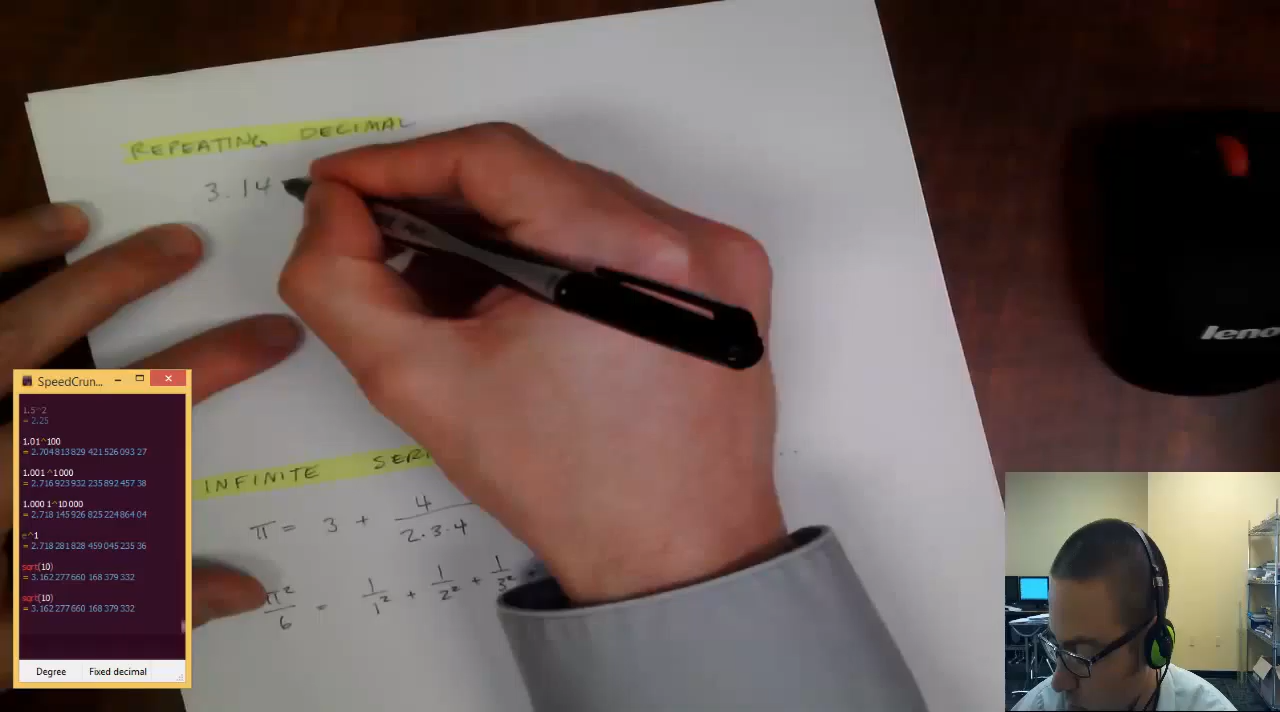 REPEATING DECIMAL
3.14
INFINITE SER
π = 3 + 4/(2·3·4)
π²/6 = 1/1² + 1/2² + 1/3² +
..
SpeedCrun...
1.5^2
= 2.25
1.01^100
= 2.704 813 829 421 526 093 27
1.001 ^1000
= 2.716 923 932 235 892 457 38
1.000 1^10 000
= 2.718 145 926 825 224 864 04
e^1
= 2.718 281 828 459 045 235 36
sqrt(10)
= 3.162 277 660 168 379 332
sqrt(10)
= 3.162 277 660 168 379 332
Degree Fixed decimal
leno